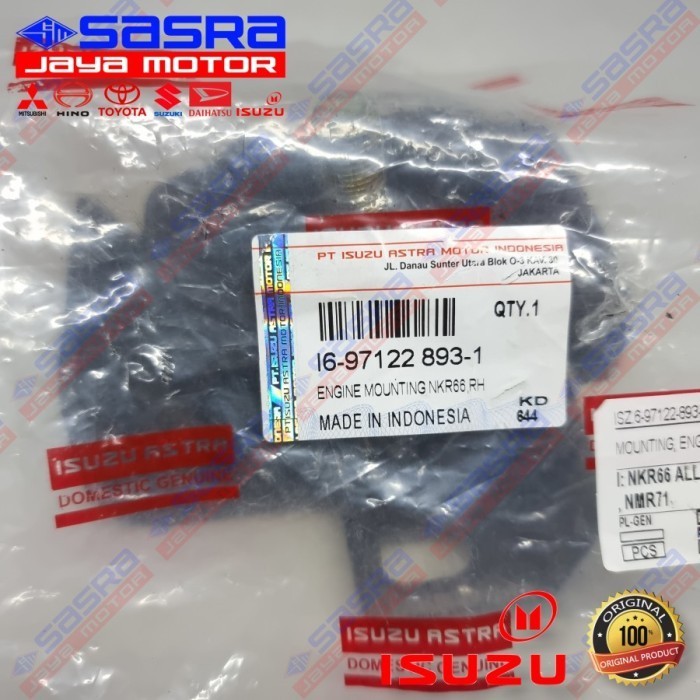 SASRA
JAYA MOTOR
MITSUBISHI HINO TOYOTA SUZUKI DAIHATSU ISUZU
PT ISUZU ASTRA MOTOR INDONESIA
JL. Danau Sunter Utara Blok O-3 KAV. 30
JAKARTA
QTY.1
I6-97122 893-1
ENGINE MOUNTING NKR66,RH
KD
644
MADE IN INDONESIA
ISUZU ASTRA
DOMESTIC GENUINE
ISZ 6-97122-893
MOUNTING, ENG
I: NKR66 ALL
, NMR71
PL-GEN
PCS
ISUZU ASTRA
DOMESTIC GENUINE
ISUZU
ORIGINAL
100%
ORIGINAL PRODUCT